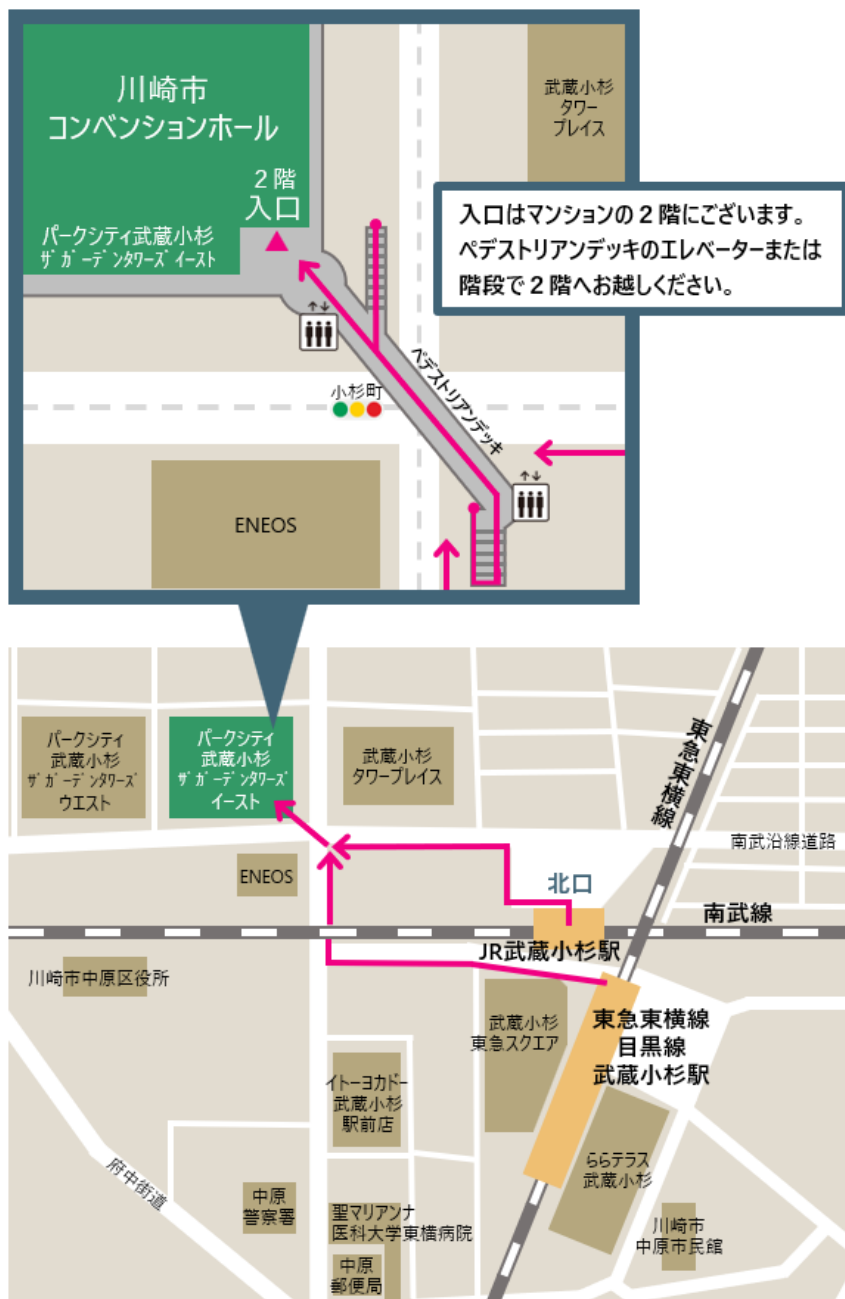 川崎市
コンベンションホール
2階
入口
パークシティ武蔵小杉
ザガーデンタワーズイースト
武蔵小杉
タワー
プレイス
入口はマンションの2階にございます。
ペデストリアンデッキのエレベーターまたは
階段で2階へお越しください。
小杉町
ペデストリアンデッキ
ENEOS
パークシティ
武蔵小杉
ザガーデンタワーズ
ウエスト
パークシティ
武蔵小杉
ザガーデンタワーズ
イースト
武蔵小杉
タワープレイス
東急東横線
南武沿線道路
ENEOS
北口
南武線
JR武蔵小杉駅
川崎市中原区役所
武蔵小杉
東急スクエア
東急東横線
目黒線
武蔵小杉駅
イトーヨカドー
武蔵小杉
駅前店
ららテラス
武蔵小杉
府中街道
中原
警察署
聖マリアンナ
医科大学東横病院
川崎市
中原市民館
中原
郵便局